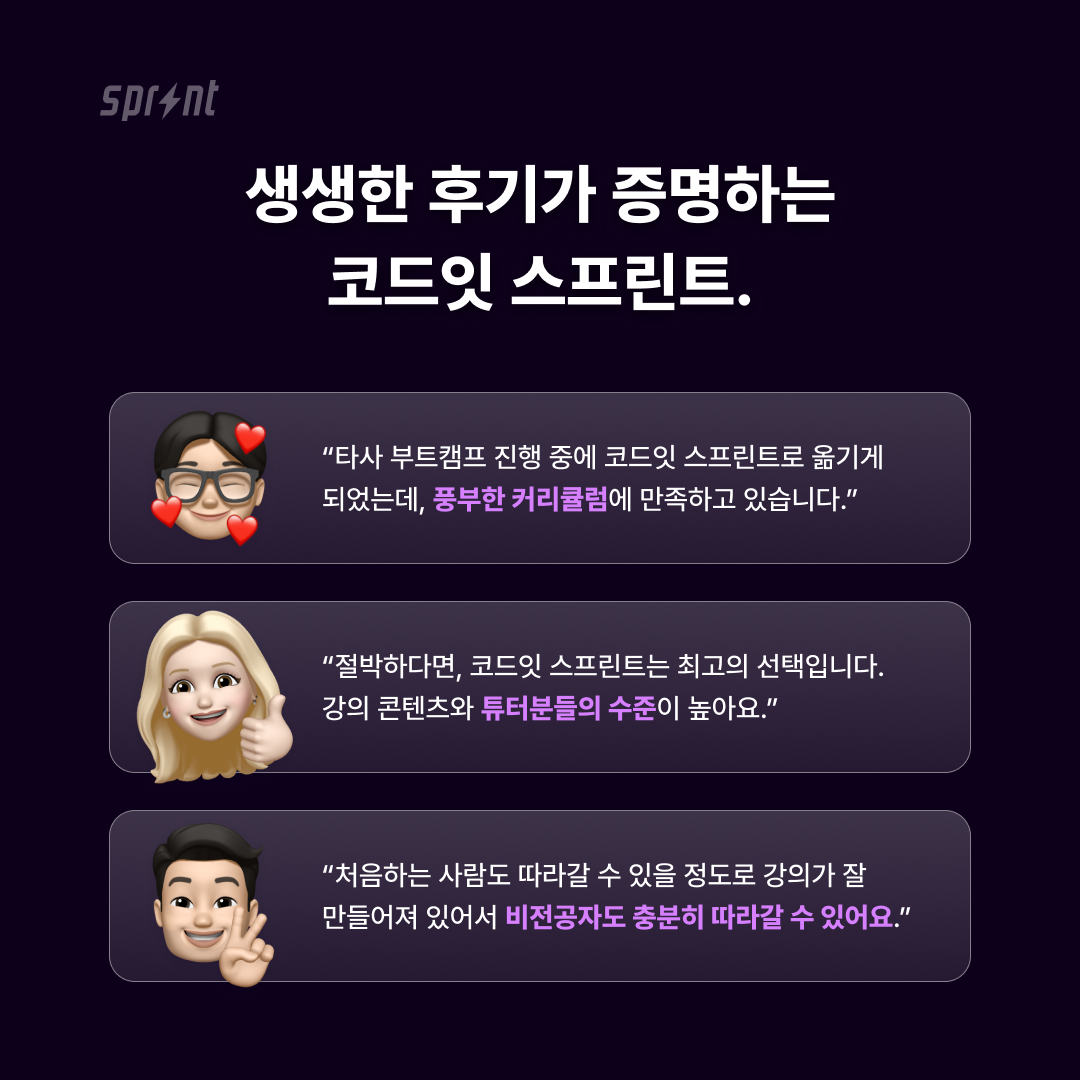 sprint
생생한 후기가 증명하는
코드잇 스프린트.
“타사 부트캠프 진행 중에 코드잇 스프린트로 옮기게
되었는데, 풍부한 커리큘럼에 만족하고 있습니다.”
“절박하다면, 코드잇 스프린트는 최고의 선택입니다.
강의 콘텐츠와 튜터분들의 수준이 높아요.”
“처음하는 사람도 따라갈 수 있을 정도로 강의가 잘
만들어져 있어서 비전공자도 충분히 따라갈 수 있어요.”